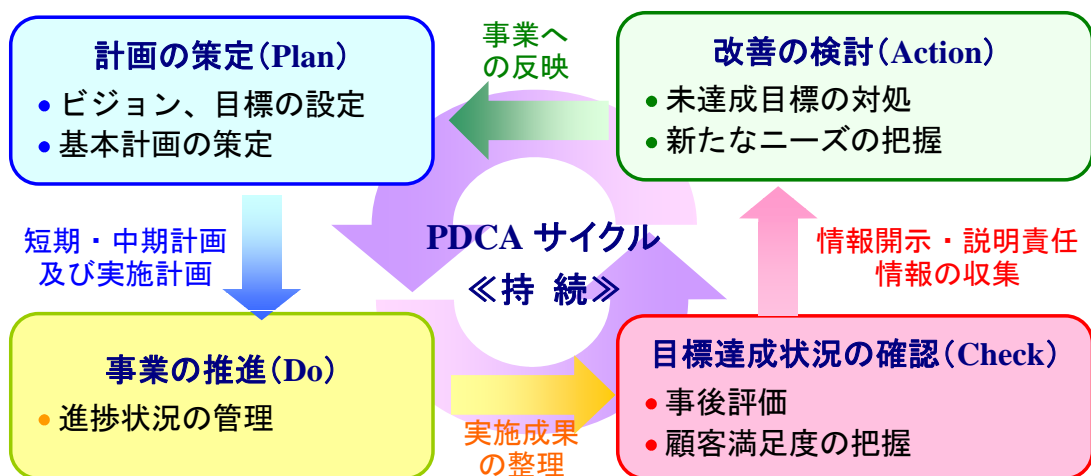 計画の策定(Plan)
• ビジョン、目標の設定
• 基本計画の策定
事業へ
の反映
改善の検討(Action)
• 未達成目標の対処
• 新たなニーズの把握
短期・中期計画
及び実施計画
PDCA サイクル
≪持 続≫
情報開示・説明責任
情報の収集
事業の推進(Do)
• 進捗状況の管理
実施成果
の整理
目標達成状況の確認(Check)
• 事後評価
• 顧客満足度の把握